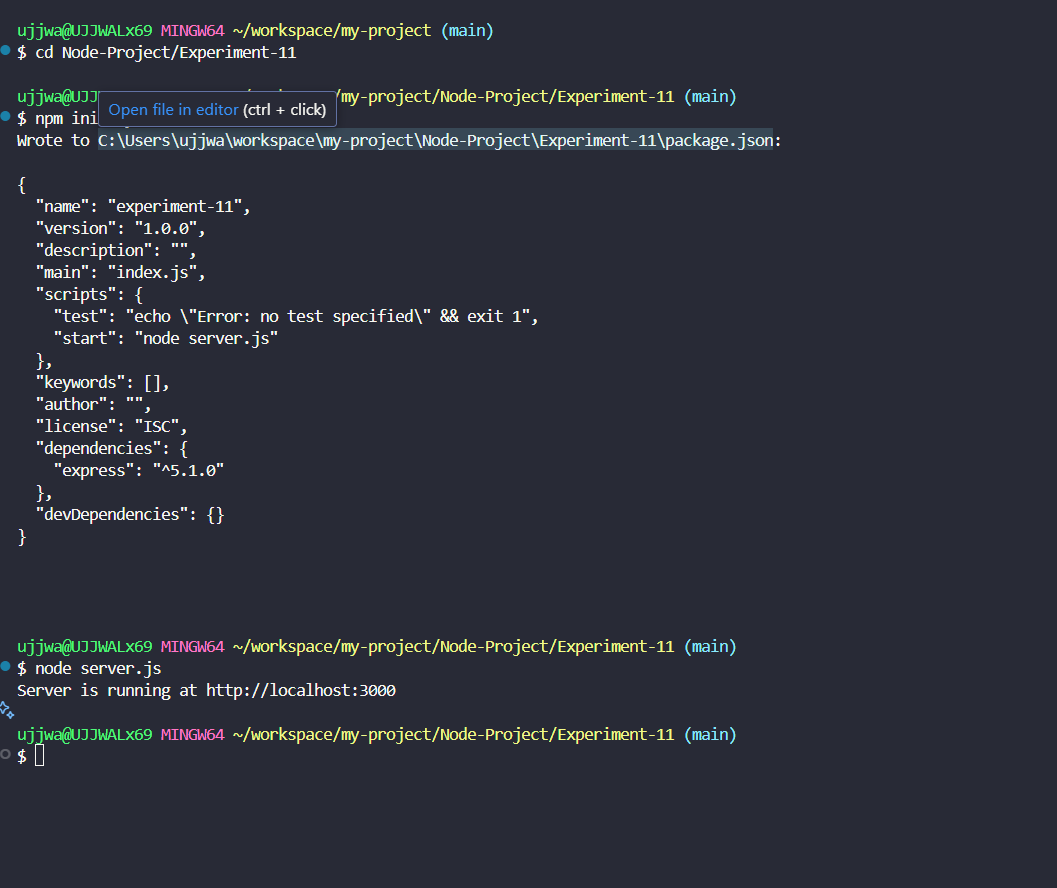 ujjwa@UJJWALx69 MINGW64 ~/workspace/my-project (main)
$ cd Node-Project/Experiment-11
ujjwa@UJJ /my-project/Node-Project/Experiment-11 (main)
Open file in editor (ctrl + click)
$ npm ini
Wrote to C:\Users\ujjwa\workspace\my-project\Node-Project\Experiment-11\package.json:
{
  "name": "experiment-11",
  "version": "1.0.0",
  "description": "",
  "main": "index.js",
  "scripts": {
    "test": "echo \"Error: no test specified\" && exit 1",
    "start": "node server.js"
  },
  "keywords": [],
  "author": "",
  "license": "ISC",
  "dependencies": {
    "express": "^5.1.0"
  },
  "devDependencies": {}
}
ujjwa@UJJWALx69 MINGW64 ~/workspace/my-project/Node-Project/Experiment-11 (main)
$ node server.js
Server is running at http://localhost:3000
ujjwa@UJJWALx69 MINGW64 ~/workspace/my-project/Node-Project/Experiment-11 (main)
$